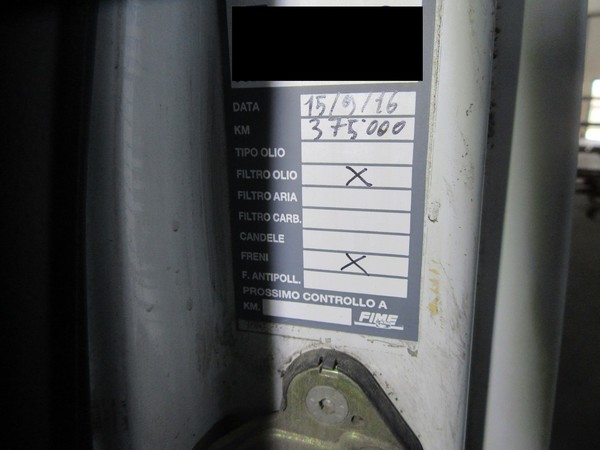 DATA 15/9/16
KM 375'000
TIPO OLIO
FILTRO OLIO X
FILTRO ARIA
FILTRO CARB.
CANDELE
FRENI X
F. ANTIPOLL.
PROSSIMO CONTROLLO A
KM.
FIME